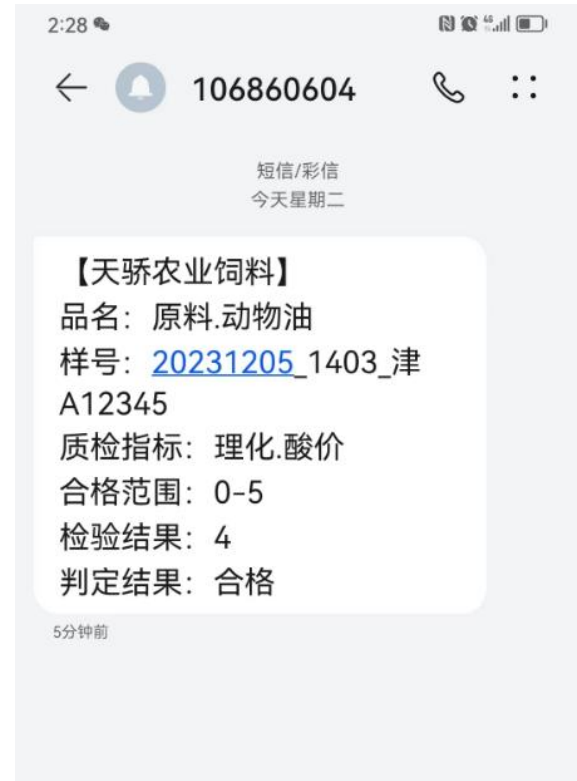 2:28
4G
106860604
短信/彩信
今天星期二
【天骄农业饲料】
品名：原料.动物油
样号：20231205_1403_津
A12345
质检指标：理化.酸价
合格范围：0-5
检验结果：4
判定结果：合格
5分钟前